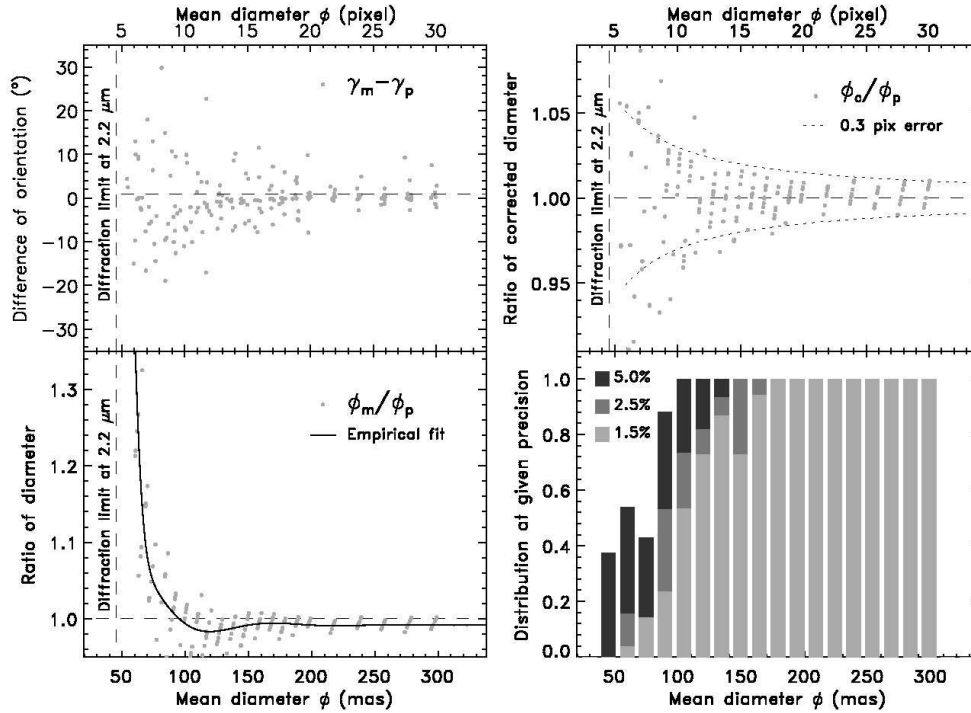 Mean diameter ϕ (pixel)
5 10 15 20 25 30
Difference of orientation (°)
30
20
10
0
−10
−20
−30
Diffraction limit at 2.2 μm
γm−γp
Mean diameter ϕ (pixel)
5 10 15 20 25 30
Ratio of corrected diameter
1.05
1.00
0.95
Diffraction limit at 2.2 μm
ϕc/ϕp
0.3 pix error
Ratio of diameter
1.3
1.2
1.1
1.0
Diffraction limit at 2.2 μm
ϕm/ϕp
Empirical fit
50 100 150 200 250 300
Mean diameter ϕ (mas)
Distribution at given precision
1.0
0.8
0.6
0.4
0.2
0.0
5.0%
2.5%
1.5%
50 100 150 200 250 300
Mean diameter ϕ (mas)